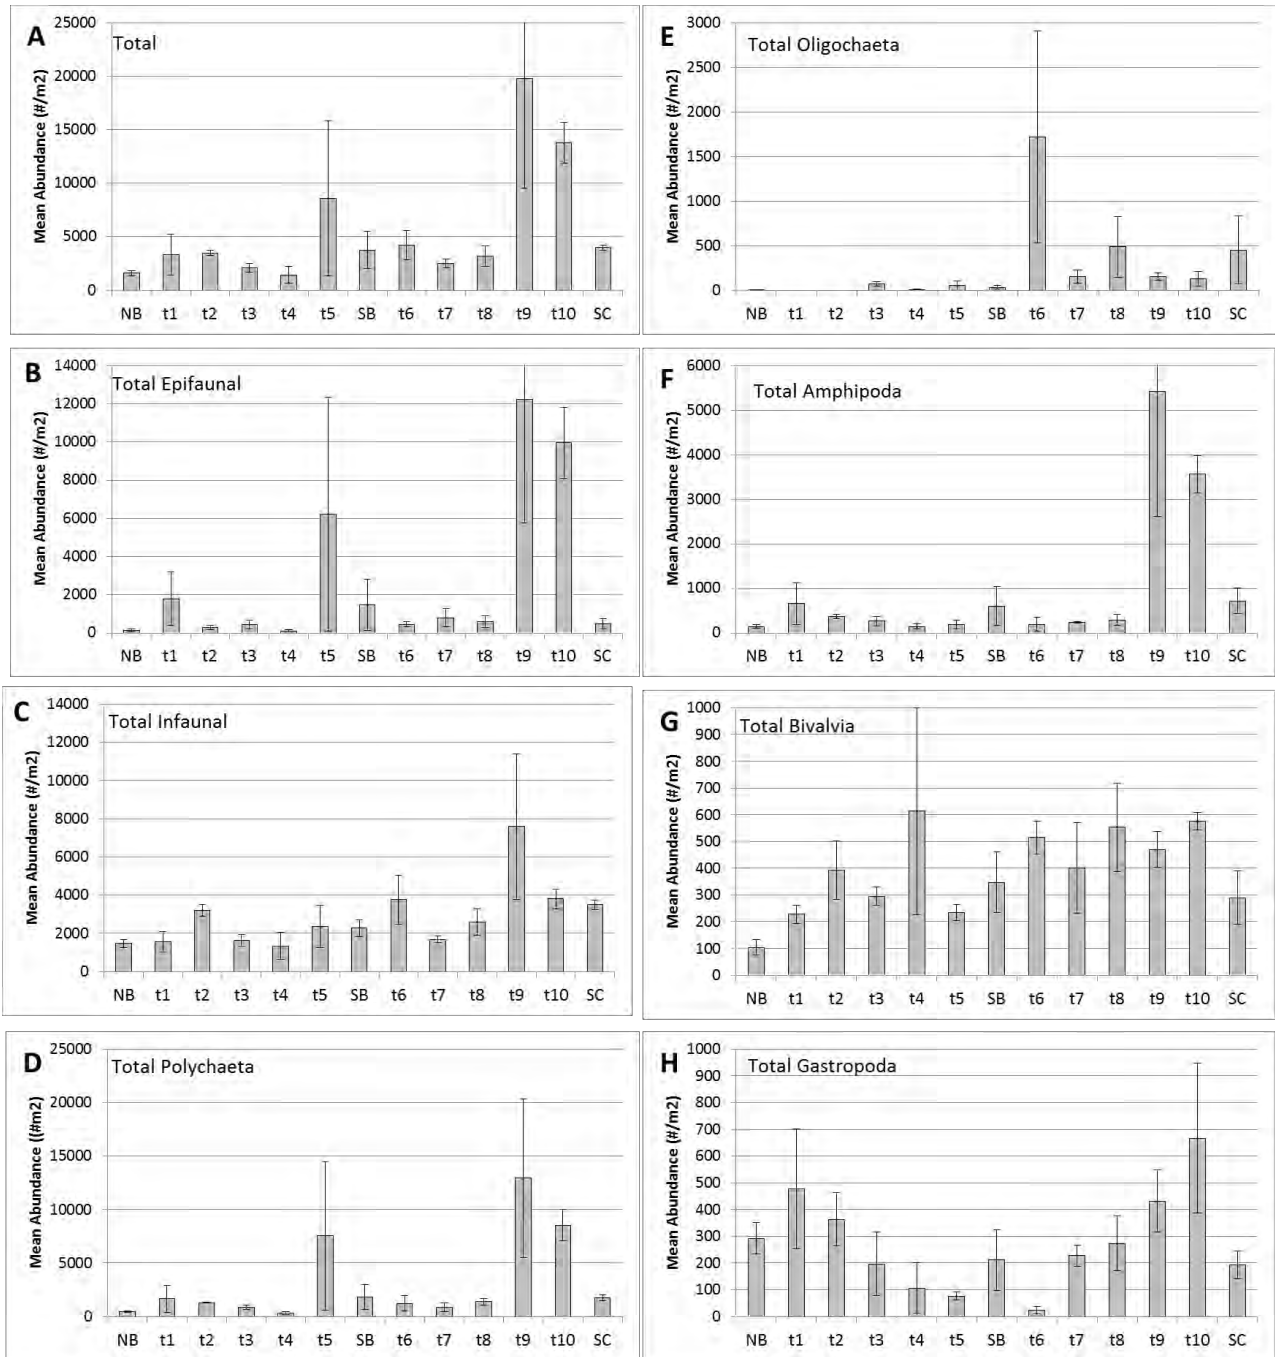 A
Total
Mean Abundance (#/m2)
25000
20000
15000
10000
5000
0
NB t1 t2 t3 t4 t5 SB t6 t7 t8 t9 t10 SC
E
Total Oligochaeta
Mean Abundance (#/m2)
3000
2500
2000
1500
1000
500
0
NB t1 t2 t3 t4 t5 SB t6 t7 t8 t9 t10 SC
B
Total Epifaunal
Mean Abundance (#/m2)
14000
12000
10000
8000
6000
4000
2000
0
NB t1 t2 t3 t4 t5 SB t6 t7 t8 t9 t10 SC
F
Total Amphipoda
Mean Abundance (#/m2)
6000
5000
4000
3000
2000
1000
0
NB t1 t2 t3 t4 t5 SB t6 t7 t8 t9 t10 SC
C
Total Infaunal
Mean Abundance (#/m2)
14000
12000
10000
8000
6000
4000
2000
0
NB t1 t2 t3 t4 t5 SB t6 t7 t8 t9 t10 SC
G
Total Bivalvia
Mean Abundance (#/m2)
1000
900
800
700
600
500
400
300
200
100
0
NB t1 t2 t3 t4 t5 SB t6 t7 t8 t9 t10 SC
D
Total Polychaeta
Mean Abundance ((#m2)
25000
20000
15000
10000
5000
0
NB t1 t2 t3 t4 t5 SB t6 t7 t8 t9 t10 SC
H
Total Gastropoda
Mean Abundance (#/m2)
1000
900
800
700
600
500
400
300
200
100
0
NB t1 t2 t3 t4 t5 SB t6 t7 t8 t9 t10 SC